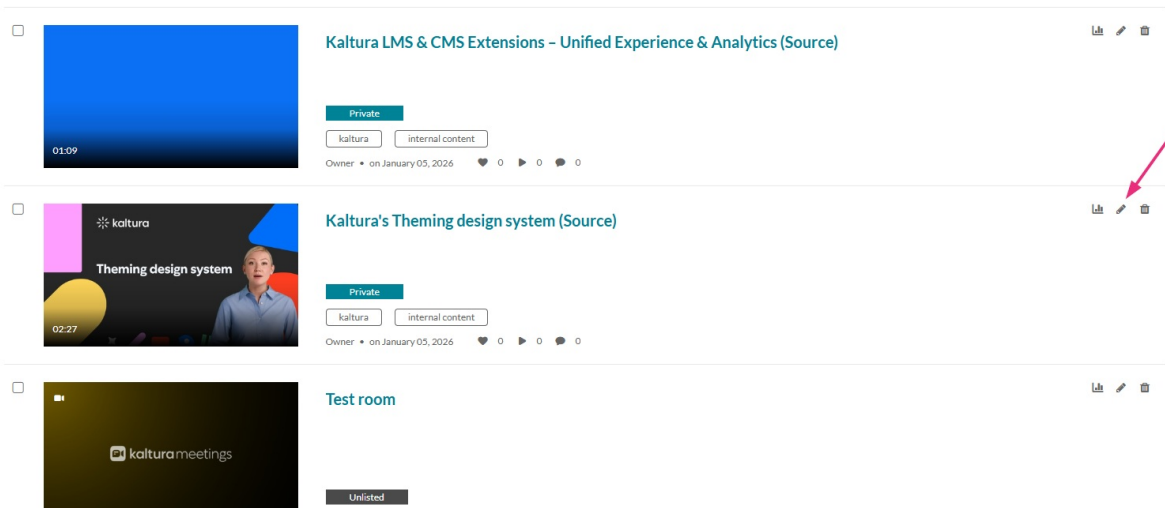 Kaltura LMS & CMS Extensions – Unified Experience & Analytics (Source)
Private
kaltura internal content
01:09
Owner • on January 05, 2026 0 0 0
kaltura
Kaltura's Theming design system (Source)
Theming design system
Private
kaltura internal content
02:27
Owner • on January 05, 2026 0 0 0
Test room
kaltura meetings
Unlisted